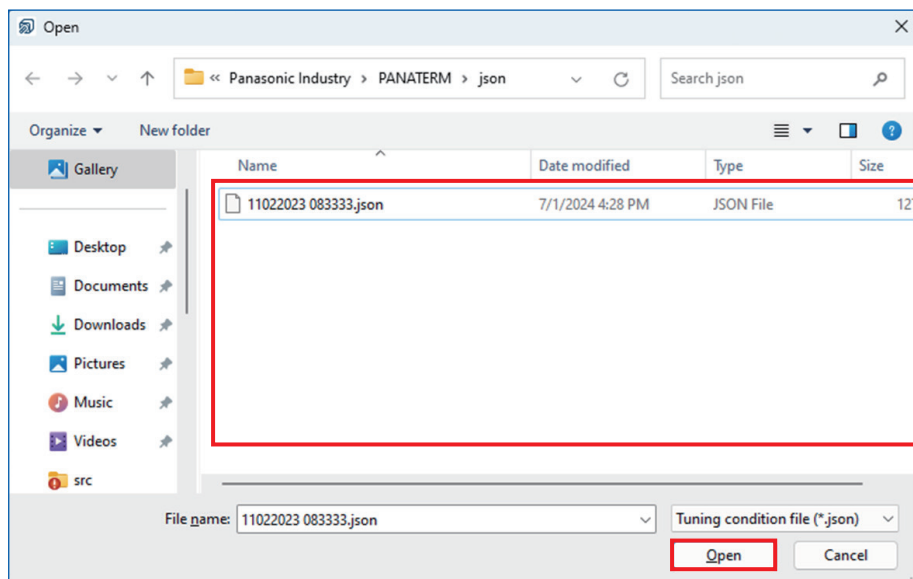 Open
« Panasonic Industry > PANATERM > json
Search json
Organize
New folder
Gallery
Name
Date modified
Type
Size
11022023 083333.json
7/1/2024 4:28 PM
JSON File
Desktop
Documents
Downloads
Pictures
Music
Videos
src
File name:
11022023 083333.json
Tuning condition file (*.json)
Open
Cancel